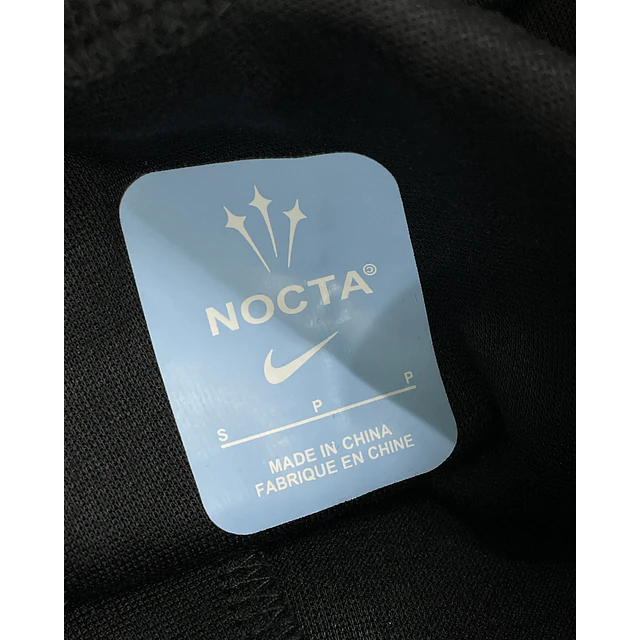 NOCTA©
S P P
MADE IN CHINA
FABRIQUE EN CHINE